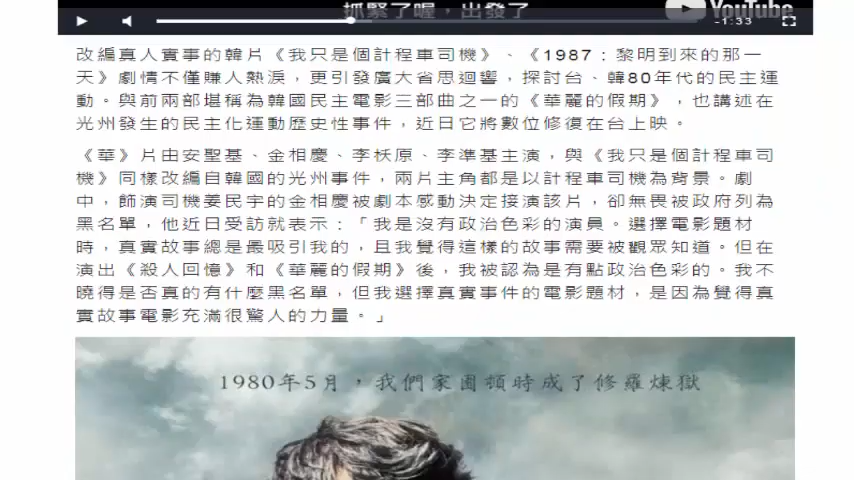 抓緊了喔，出發了
YouTube
-1:33
改編真人實事的韓片《我只是個計程車司機》、《1987：黎明到來的那一
天》劇情不僅賺人熱淚，更引發廣大省思迴響，探討台、韓80年代的民主運
動。與前兩部堪稱為韓國民主電影三部曲之一的《華麗的假期》，也講述在
光州發生的民主化運動歷史性事件，近日它將數位修復在台上映。
《華》片由安聖基、金相慶、李枖原、李準基主演，與《我只是個計程車司
機》同樣改編自韓國的光州事件，兩片主角都是以計程車司機為背景。劇
中，飾演司機姜民宇的金相慶被劇本感動決定接演該片，卻無畏被政府列為
黑名單，他近日受訪就表示：「我是沒有政治色彩的演員。選擇電影題材
時，真實故事總是最吸引我的，且我覺得這樣的故事需要被觀眾知道。但在
演出《殺人回憶》和《華麗的假期》後，我被認為是有點政治色彩的。我不
曉得是否真的有什麼黑名單，但我選擇真實事件的電影題材，是因為覺得真
實故事電影充滿很驚人的力量。」
1980年5月，我們家園頓時成了修羅煉獄